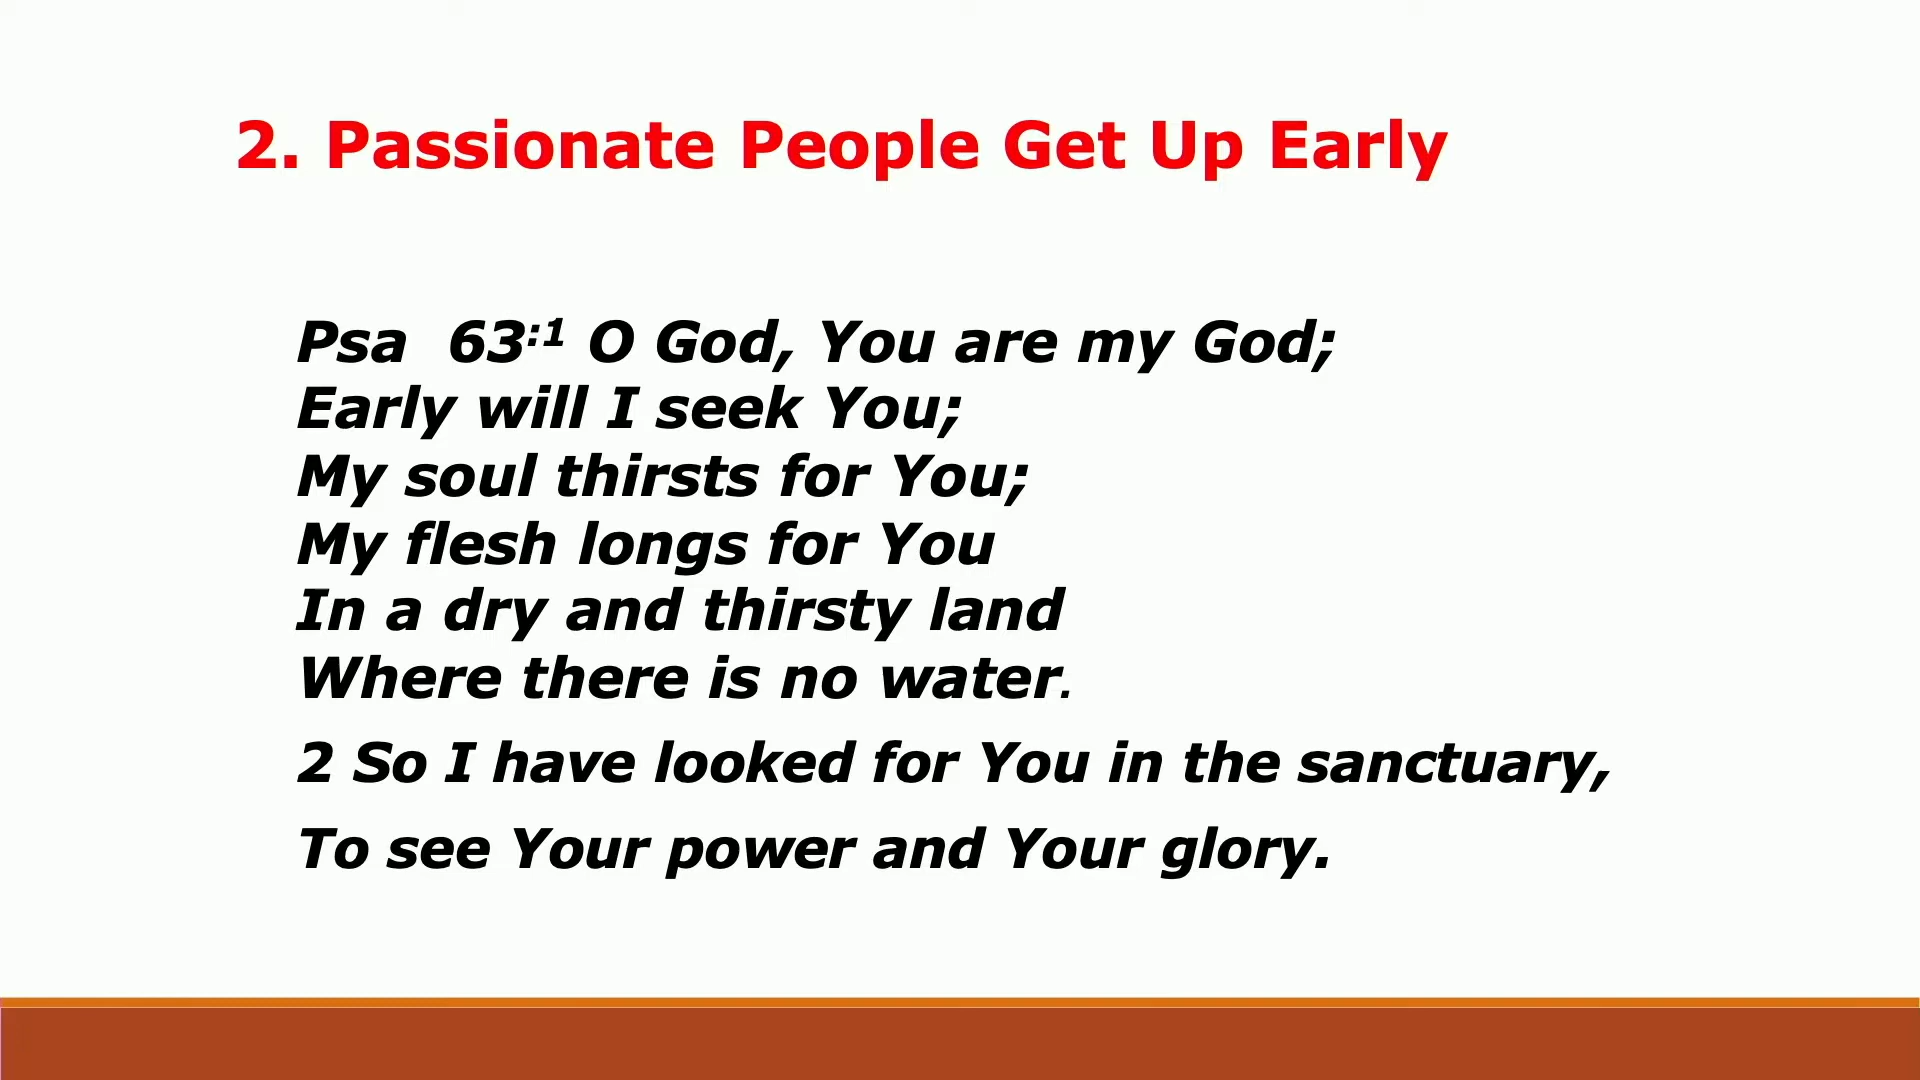 2. Passionate People Get Up Early
Psa  63:1 O God, You are my God;
Early will I seek You;
My soul thirsts for You;
My flesh longs for You
In a dry and thirsty land
Where there is no water.
2 So I have looked for You in the sanctuary,
To see Your power and Your glory.